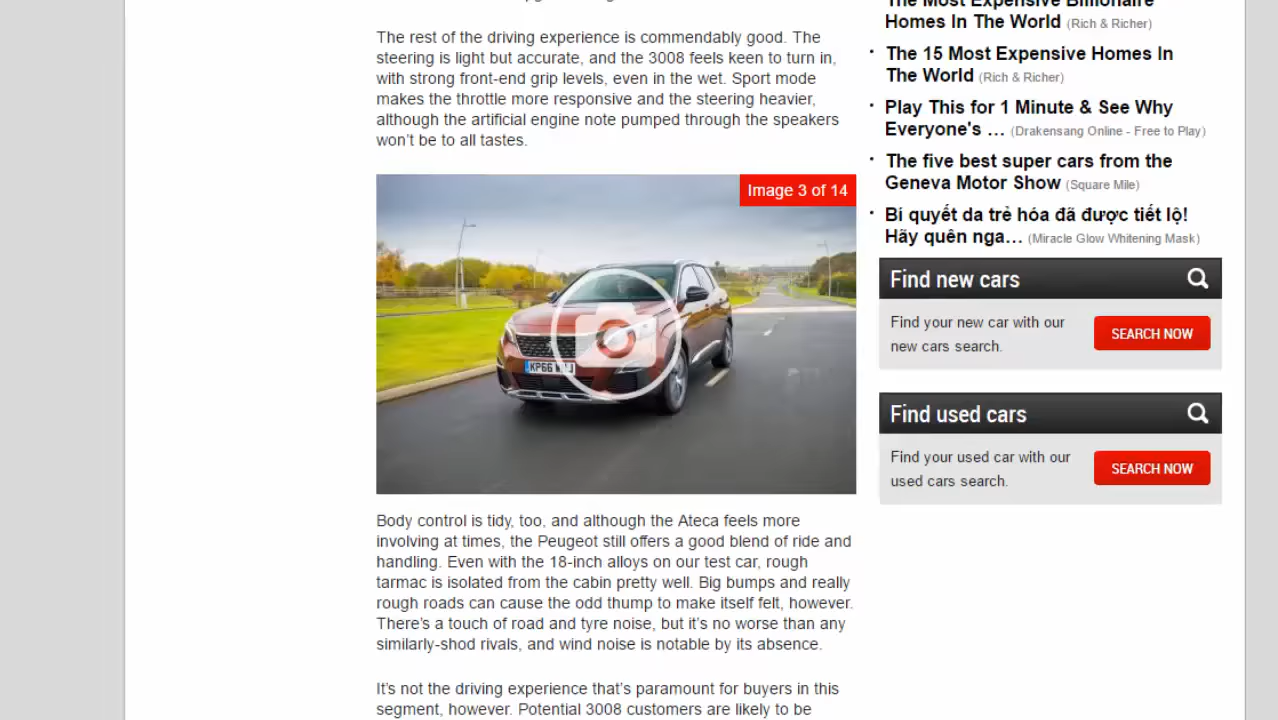 The rest of the driving experience is commendably good. The
steering is light but accurate, and the 3008 feels keen to turn in,
with strong front-end grip levels, even in the wet. Sport mode
makes the throttle more responsive and the steering heavier,
although the artificial engine note pumped through the speakers
won’t be to all tastes.
Image 3 of 14
KP66
Body control is tidy, too, and although the Ateca feels more
involving at times, the Peugeot still offers a good blend of ride and
handling. Even with the 18-inch alloys on our test car, rough
tarmac is isolated from the cabin pretty well. Big bumps and really
rough roads can cause the odd thump to make itself felt, however.
There’s a touch of road and tyre noise, but it’s no worse than any
similarly-shod rivals, and wind noise is notable by its absence.
It’s not the driving experience that’s paramount for buyers in this
segment, however. Potential 3008 customers are likely to be
The Most Expensive Billionaire
Homes In The World (Rich & Richer)
The 15 Most Expensive Homes In
The World (Rich & Richer)
Play This for 1 Minute & See Why
Everyone's … (Drakensang Online - Free to Play)
The five best super cars from the
Geneva Motor Show (Square Mile)
Bí quyết da trẻ hóa đã được tiết lộ!
Hãy quên nga… (Miracle Glow Whitening Mask)
Find new cars
Find your new car with our
new cars search.
SEARCH NOW
Find used cars
Find your used car with our
used cars search.
SEARCH NOW